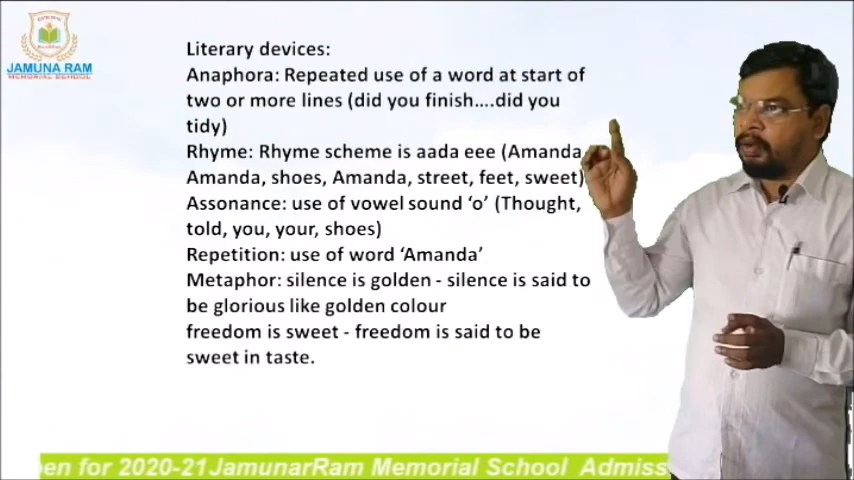 JAMUNA RAM
MEMORIAL SCHOOL
Literary devices:
Anaphora: Repeated use of a word at start of
two or more lines (did you finish....did you
tidy)
Rhyme: Rhyme scheme is aada eee (Amanda,
Amanda, shoes, Amanda, street, feet, sweet)
Assonance: use of vowel sound ‘o’ (Thought,
told, you, your, shoes)
Repetition: use of word ‘Amanda’
Metaphor: silence is golden - silence is said to
be glorious like golden colour
freedom is sweet - freedom is said to be
sweet in taste.
pen for 2020-21 JamunarRam Memorial School Admiss